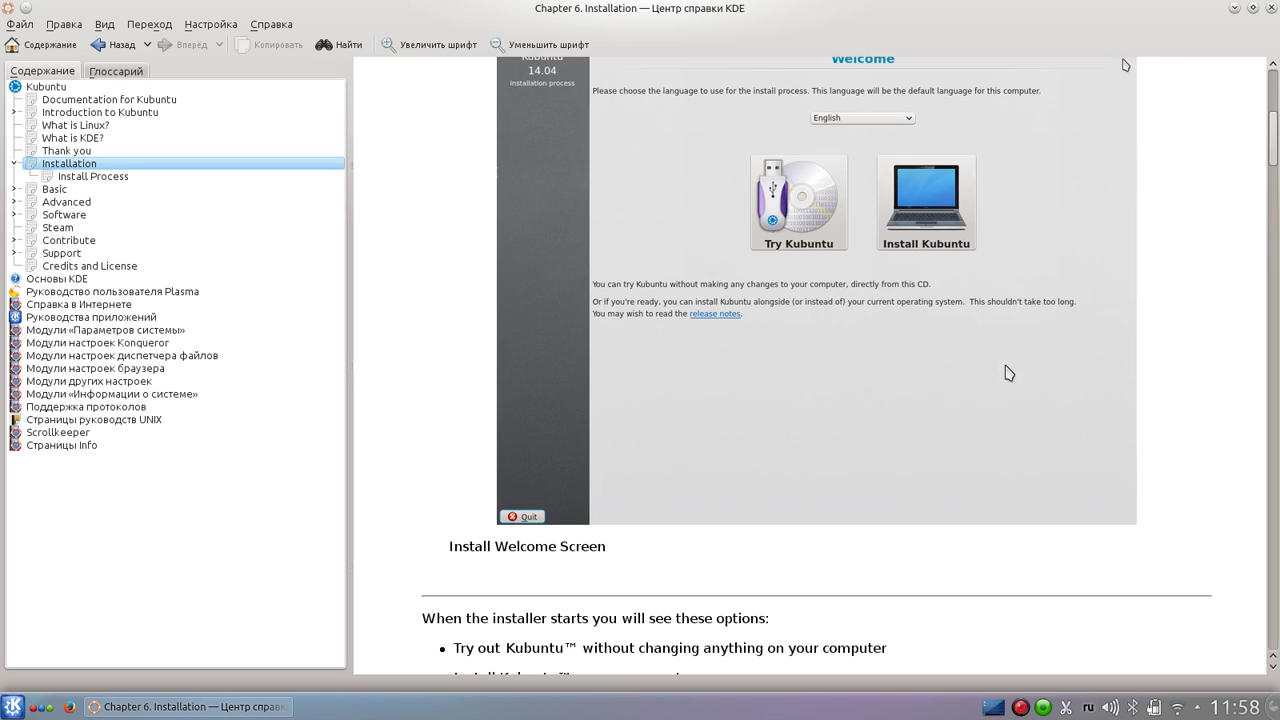 Chapter 6. Installation — Центр справки KDE
Файл Правка Вид Переход Настройка Справка
Содержание Назад Вперёд Копировать Найти Увеличить шрифт Уменьшить шрифт
Содержание Глоссарий
Kubuntu
Documentation for Kubuntu
Introduction to Kubuntu
What is Linux?
What is KDE?
Thank you
Installation
Install Process
Basic
Advanced
Software
Steam
Contribute
Support
Credits and License
Основы KDE
Руководство пользователя Plasma
Справка в Интернете
Руководства приложений
Модули «Параметров системы»
Модули настроек Konqueror
Модули настроек диспетчера файлов
Модули настроек браузера
Модули других настроек
Модули «Информации о системе»
Поддержка протоколов
Страницы руководств UNIX
Scrollkeeper
Страницы Info
Kubuntu
14.04
installation process
Welcome
Please choose the language to use for the install process. This language will be the default language for this computer.
English
Try Kubuntu Install Kubuntu
You can try Kubuntu without making any changes to your computer, directly from this CD.
Or if you're ready, you can install Kubuntu alongside (or instead of) your current operating system. This shouldn't take too long.
You may wish to read the release notes.
Quit
Install Welcome Screen
When the installer starts you will see these options:
Try out Kubuntu™ without changing anything on your computer
Chapter 6. Installation — Центр справк
ru 11:58